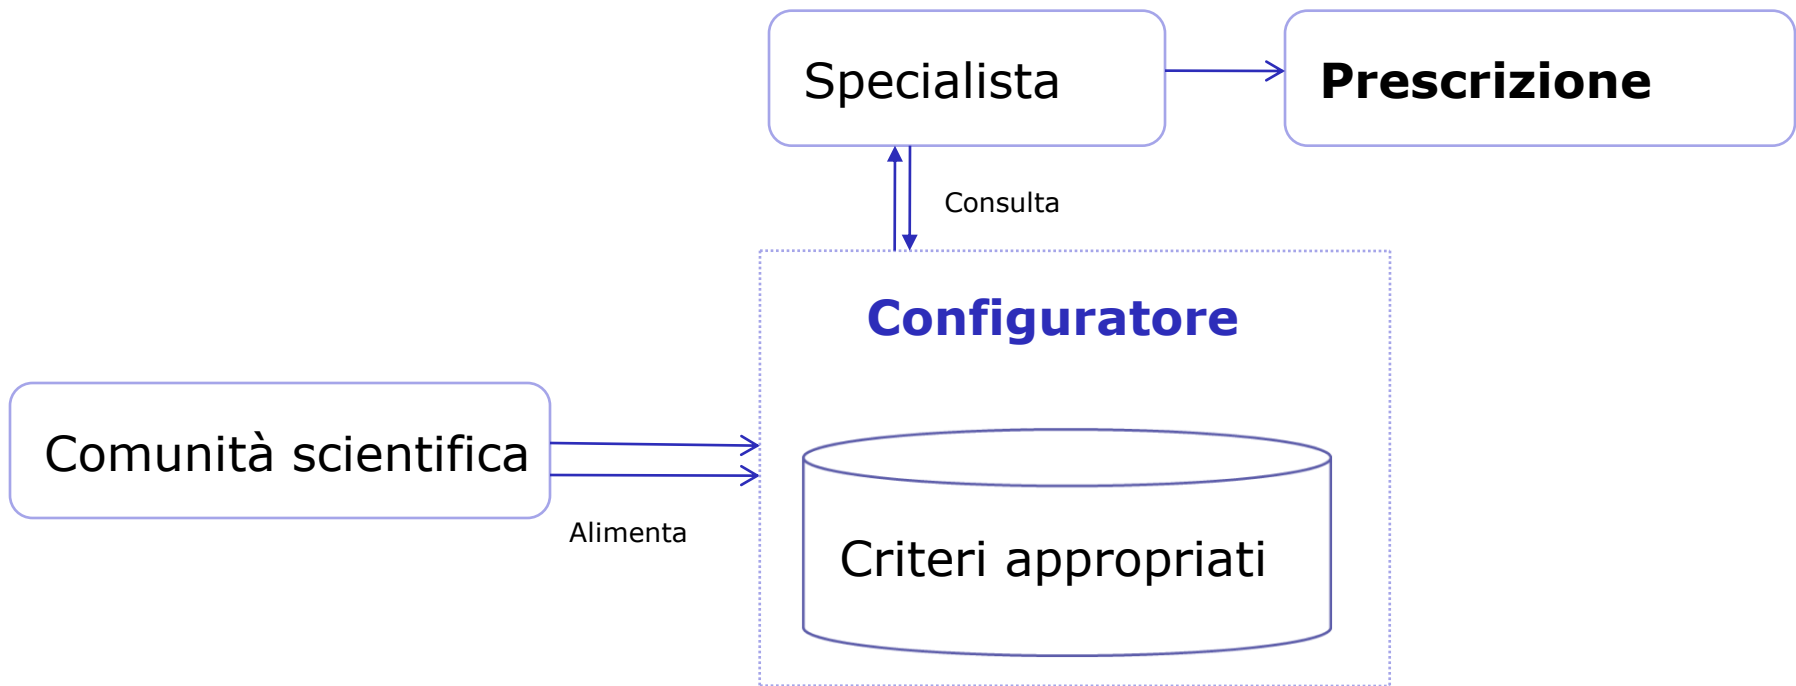 Specialista
Prescrizione
Consulta
Configuratore
Comunità scientifica
Alimenta
Criteri appropriati